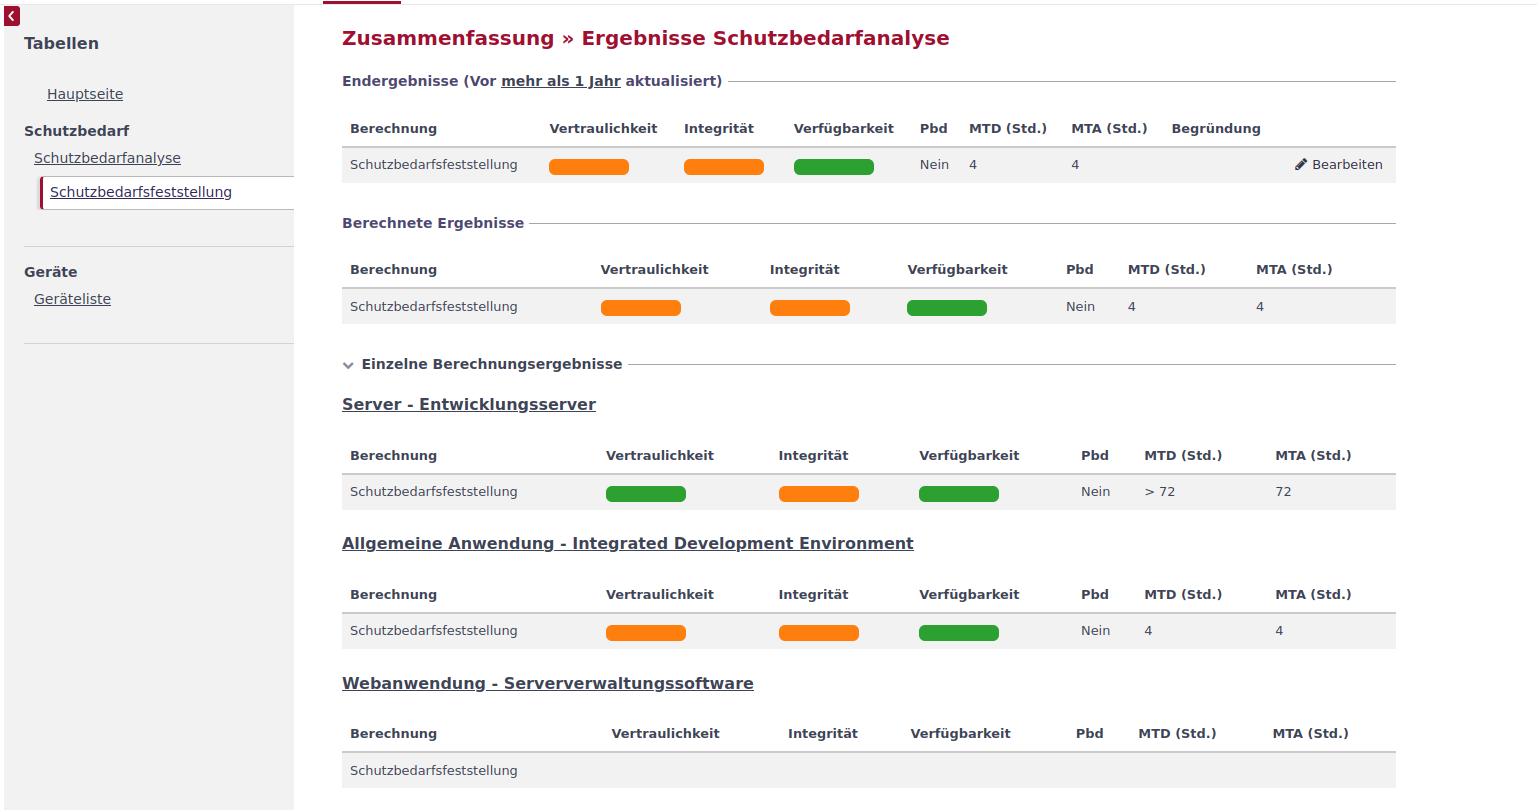 Tabellen
Hauptseite
Schutzbedarf
Schutzbedarfanalyse
Schutzbedarfsfeststellung
Geräte
Geräteliste
Zusammenfassung » Ergebnisse Schutzbedarfanalyse
Endergebnisse (Vor mehr als 1 Jahr aktualisiert)
Berechnung Vertraulichkeit Integrität Verfügbarkeit Pbd MTD (Std.) MTA (Std.) Begründung
Schutzbedarfsfeststellung Nein 4 4 Bearbeiten
Berechnete Ergebnisse
Berechnung Vertraulichkeit Integrität Verfügbarkeit Pbd MTD (Std.) MTA (Std.)
Schutzbedarfsfeststellung Nein 4 4
Einzelne Berechnungsergebnisse
Server - Entwicklungsserver
Berechnung Vertraulichkeit Integrität Verfügbarkeit Pbd MTD (Std.) MTA (Std.)
Schutzbedarfsfeststellung Nein > 72 72
Allgemeine Anwendung - Integrated Development Environment
Berechnung Vertraulichkeit Integrität Verfügbarkeit Pbd MTD (Std.) MTA (Std.)
Schutzbedarfsfeststellung Nein 4 4
Webanwendung - Serververwaltungssoftware
Berechnung Vertraulichkeit Integrität Verfügbarkeit Pbd MTD (Std.) MTA (Std.)
Schutzbedarfsfeststellung